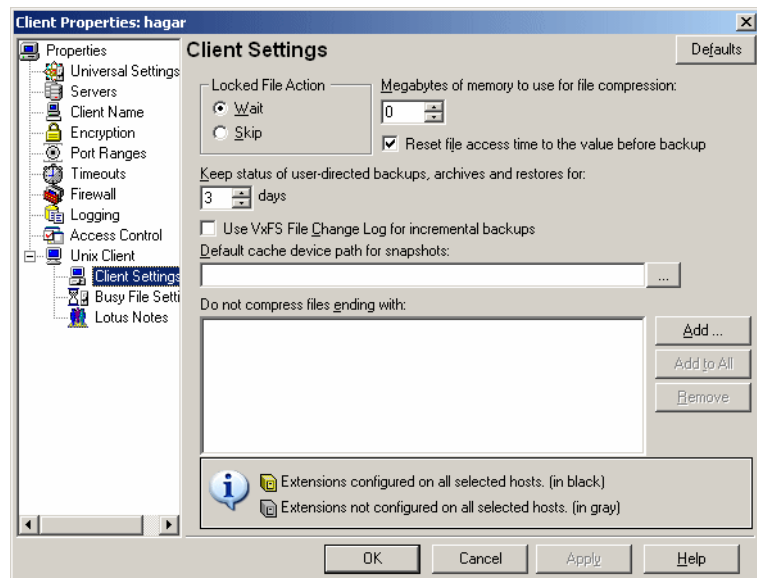 Client Properties: hagar
Properties
Universal Settings
Servers
Client Name
Encryption
Port Ranges
Timeouts
Firewall
Logging
Access Control
Unix Client
Client Settings
Busy File Setti
Lotus Notes
Client Settings
Defaults
Locked File Action
Wait
Skip
Megabytes of memory to use for file compression:
0
Reset file access time to the value before backup
Keep status of user-directed backups, archives and restores for:
3 days
Use VxFS File Change Log for incremental backups
Default cache device path for snapshots:
...
Do not compress files ending with:
Add ...
Add to All
Remove
Extensions configured on all selected hosts. (in black)
Extensions not configured on all selected hosts. (in gray)
OK Cancel Apply Help